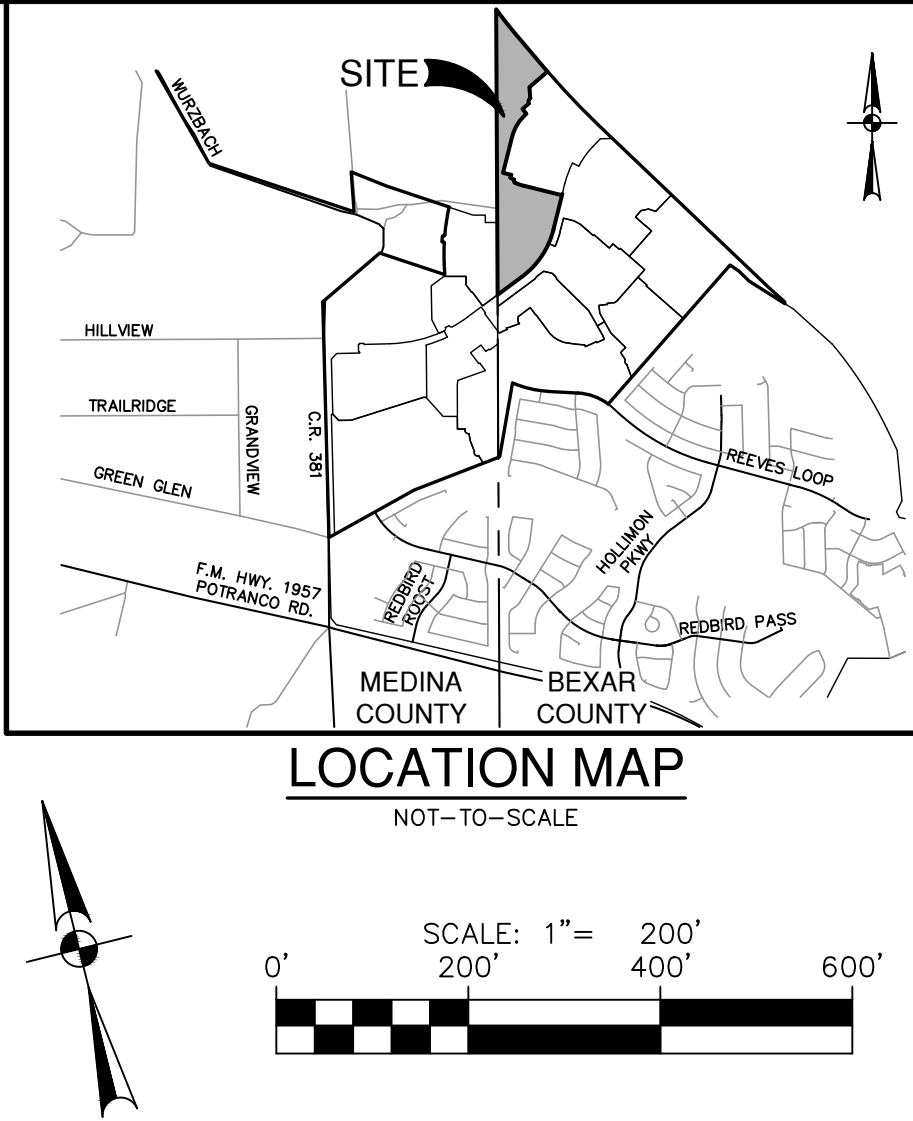 SITE
WURZBACH
HILLVIEW
TRAILRIDGE
GRANDVIEW
C.R. 381
GREEN GLEN
REEVES LOOP
HOLLIMON
PKWY
F.M. HWY. 1957
POTRANCO RD.
REDBIRD
ROOST
REDBIRD PASS
MEDINA
COUNTY
BEXAR
COUNTY
LOCATION MAP
NOT-TO-SCALE
SCALE: 1"= 200'
0' 200' 400' 600'